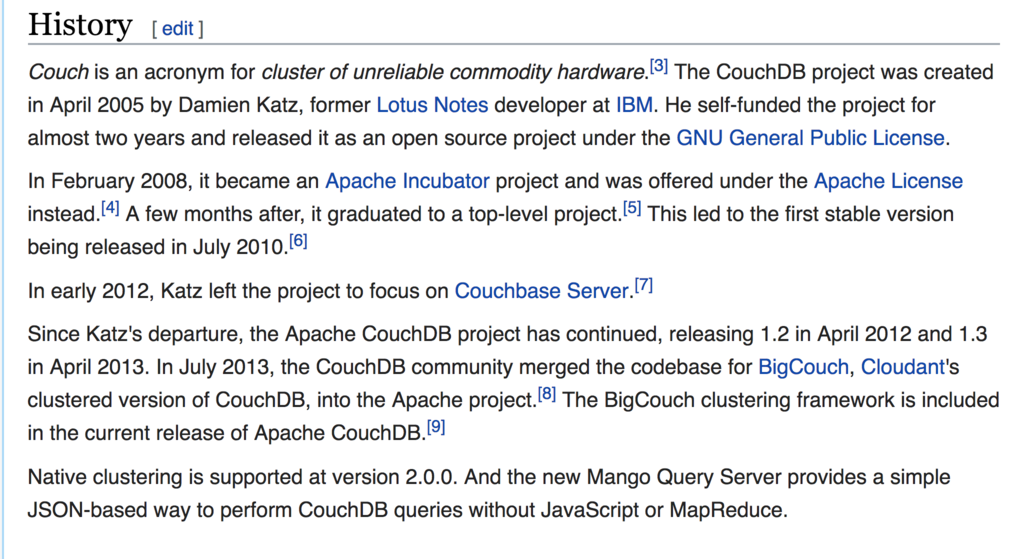 History [ edit ]
Couch is an acronym for cluster of unreliable commodity hardware.[3] The CouchDB project was created
in April 2005 by Damien Katz, former Lotus Notes developer at IBM. He self-funded the project for
almost two years and released it as an open source project under the GNU General Public License.
In February 2008, it became an Apache Incubator project and was offered under the Apache License
instead.[4] A few months after, it graduated to a top-level project.[5] This led to the first stable version
being released in July 2010.[6]
In early 2012, Katz left the project to focus on Couchbase Server.[7]
Since Katz's departure, the Apache CouchDB project has continued, releasing 1.2 in April 2012 and 1.3
in April 2013. In July 2013, the CouchDB community merged the codebase for BigCouch, Cloudant's
clustered version of CouchDB, into the Apache project.[8] The BigCouch clustering framework is included
in the current release of Apache CouchDB.[9]
Native clustering is supported at version 2.0.0. And the new Mango Query Server provides a simple
JSON-based way to perform CouchDB queries without JavaScript or MapReduce.